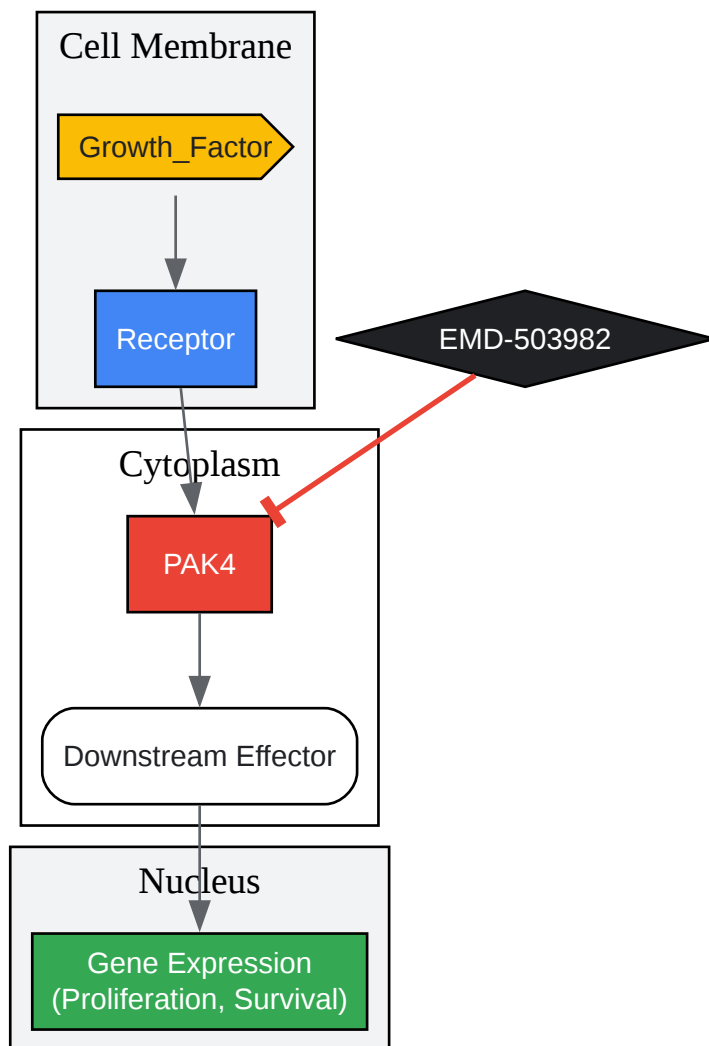 Cell Membrane
Growth_Factor
Receptor
EMD-503982
Cytoplasm
PAK4
Downstream Effector
Nucleus
Gene Expression
(Proliferation, Survival)